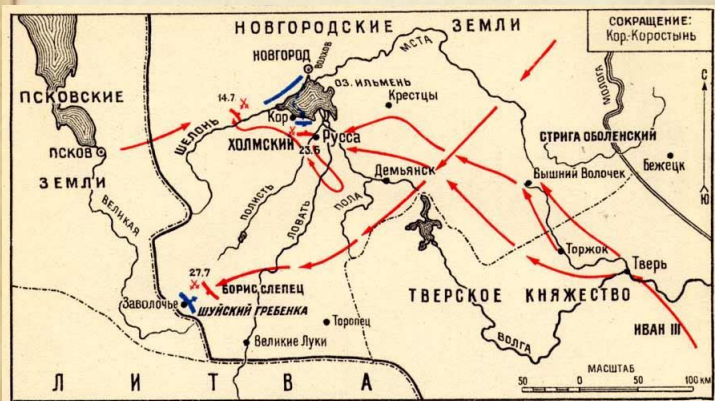 НОВГОРОДСКИЕ ЗЕМЛИ
СОКРАЩЕНИЕ:
Кор.-Коростынь
НОВГОРОД
ВОЛХОВ
МСТА
МОЛОГА
С
ОЗ. ИЛЬМЕНЬ
ПСКОВСКИЕ
14.7
Крестцы
Кор
ШЕЛОНЬ
СТРИГА ОБОЛЕНСКИЙ
ХОЛМСКИЙ
Русса
23.6
Бежецк
ПСКОВ
ЗЕМЛИ
Демьянск
Вышний Волочек
Ю
ВЕЛИКАЯ
ПОЛИСТЬ
ЛОВАТЬ
ПОЛА
Торжок
Тверь
27.7
БОРИС СЛЕПЕЦ
ТВЕРСКОЕ КНЯЖЕСТВО
Заволочье
ШУЙСКИЙ ГРЕБЕНКА
Торопец
ИВАН III
ВОЛГА
Великие Луки
МАСШТАБ
ЛИТВА
50 0 50 100 км